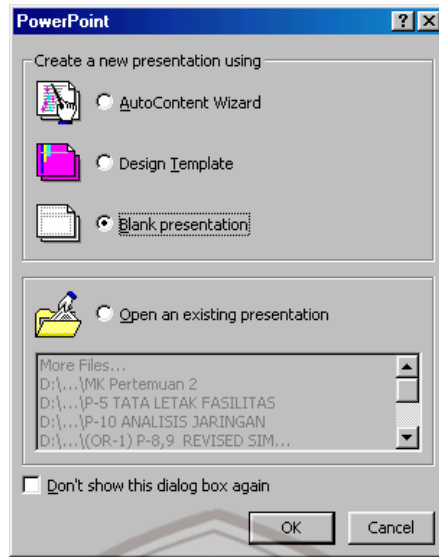 PowerPoint
Create a new presentation using
AutoContent Wizard
Design Template
Blank presentation
Open an existing presentation
More Files...
D:\...\MK Pertemuan 2
D:\...\P-5 TATA LETAK FASILITAS
D:\...\P-10 ANALISIS JARINGAN
D:\...\(OR-1) P-8,9  REVISED SIM...
Don't show this dialog box again
OK Cancel